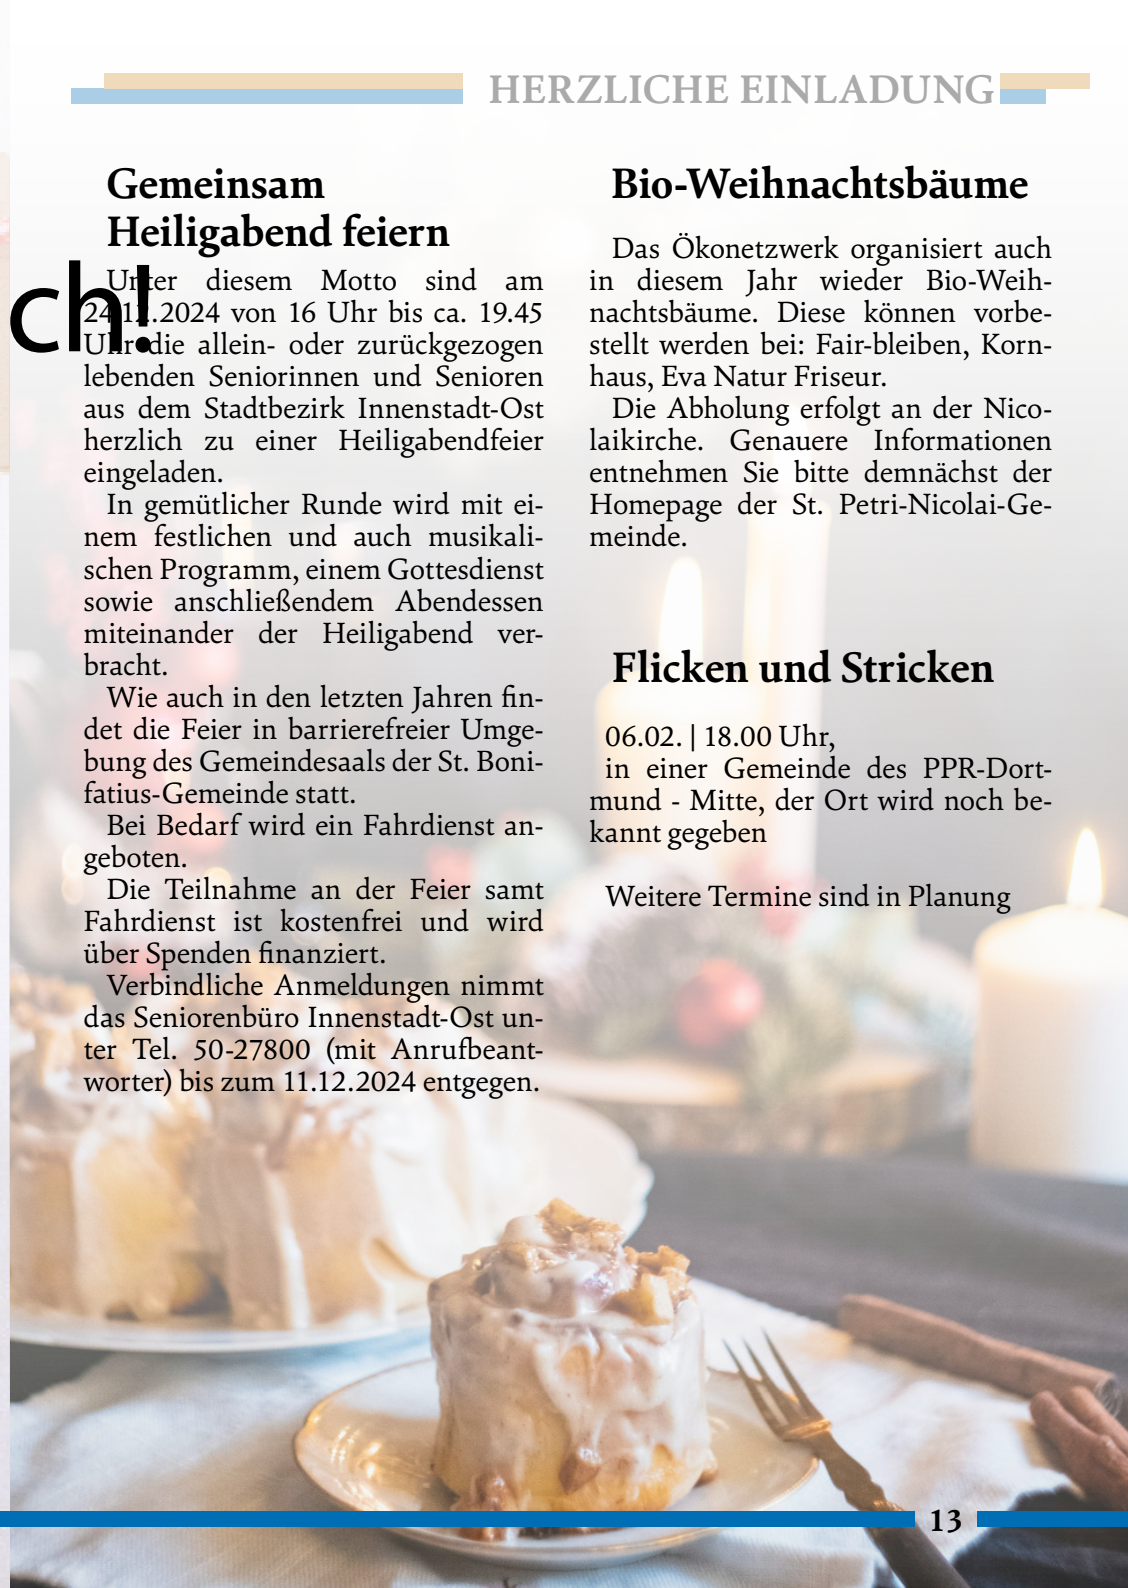 HERZLICHE EINLADUNG
Gemeinsam
Heiligabend feiern
Unter diesem Motto sind am
24.12.2024 von 16 Uhr bis ca. 19.45
Uhr die allein- oder zurückgezogen
lebenden Seniorinnen und Senioren
aus dem Stadtbezirk Innenstadt-Ost
herzlich zu einer Heiligabendfeier
eingeladen.
In gemütlicher Runde wird mit ei-
nem festlichen und auch musikali-
schen Programm, einem Gottesdienst
sowie anschließendem Abendessen
miteinander der Heiligabend ver-
bracht.
Wie auch in den letzten Jahren fin-
det die Feier in barrierefreier Umge-
bung des Gemeindesaals der St. Boni-
fatius-Gemeinde statt.
Bei Bedarf wird ein Fahrdienst an-
geboten.
Die Teilnahme an der Feier samt
Fahrdienst ist kostenfrei und wird
über Spenden finanziert.
Verbindliche Anmeldungen nimmt
das Seniorenbüro Innenstadt-Ost un-
ter Tel. 50-27800 (mit Anrufbeant-
worter) bis zum 11.12.2024 entgegen.
ch!
Bio-Weihnachtsbäume
Das Ökonetzwerk organisiert auch
in diesem Jahr wieder Bio-Weih-
nachtsbäume. Diese können vorbe-
stellt werden bei: Fair-bleiben, Korn-
haus, Eva Natur Friseur.
Die Abholung erfolgt an der Nico-
laikirche. Genauere Informationen
entnehmen Sie bitte demnächst der
Homepage der St. Petri-Nicolai-Ge-
meinde.
Flicken und Stricken
06.02. | 18.00 Uhr,
in einer Gemeinde des PPR-Dort-
mund - Mitte, der Ort wird noch be-
kannt gegeben
Weitere Termine sind in Planung
13